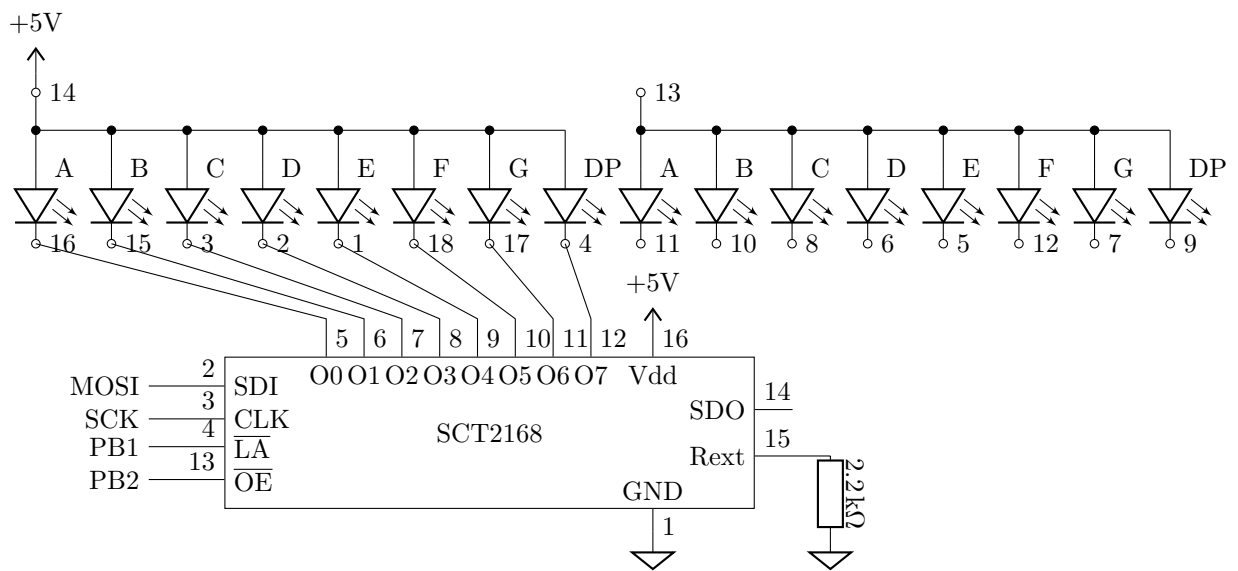 +5V
14
13
A B C D E F G DP A B C D E F G DP
16 15 3 2 1 18 17 4 11 10 8 6 5 12 7 9
+5V
5 6 7 8 9 10 11 12 16
O0 O1 O2 O3 O4 O5 O6 O7 Vdd
MOSI 2 SDI
SCK 3 CLK
PB1 4 LA
PB2 13 OE
SCT2168
SDO 14
Rext 15
2.2kΩ
GND
1